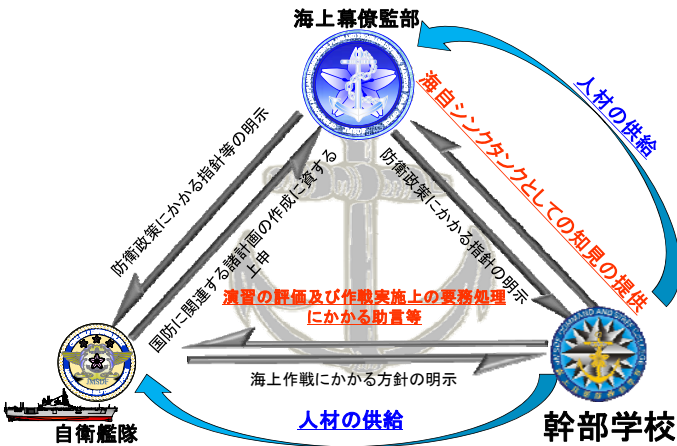 海上幕僚監部
人材の供給
海自シンクタンクとしての知見の提供
防衛政策にかかる指針等の明示
国防に関連する諸計画の作成に資する
上申
防衛政策にかかる指針の明示
演習の評価及び作戦実施上の要務処理
にかかる助言等
海上作戦にかかる方針の明示
人材の供給
自衛艦隊
幹部学校
JMSDF
JMSDF